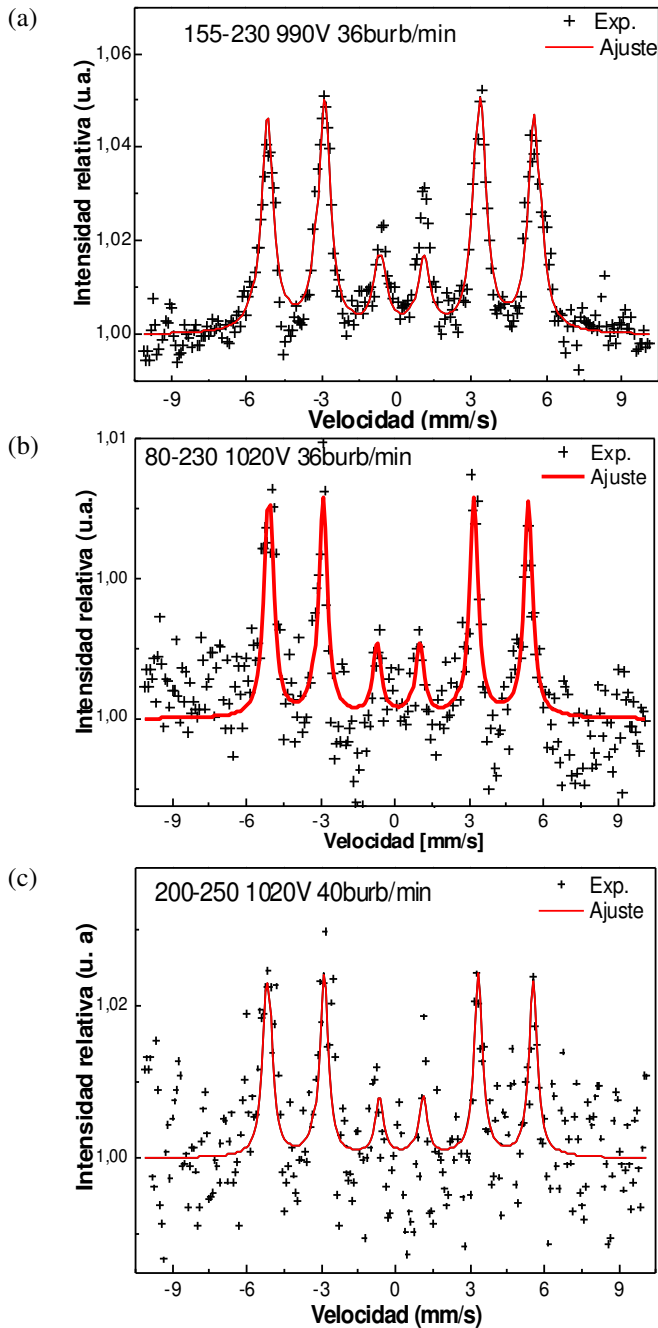 (a)
155-230 990V 36burb/min
Exp.
Ajuste
Intensidad relativa (u.a.)
1,06
1,04
1,02
1,00
-9 -6 -3 0 3 6 9
Velocidad (mm/s)
(b)
80-230 1020V 36burb/min
Exp.
Ajuste
Intensidad relativa (u.a.)
1,01
1,00
1,00
-9 -6 -3 0 3 6 9
Velocidad [mm/s]
(c)
200-250 1020V 40burb/min
Exp.
Ajuste
Intensidad relativa (u. a)
1,02
1,00
-9 -6 -3 0 3 6 9
Velocidad (mm/s)